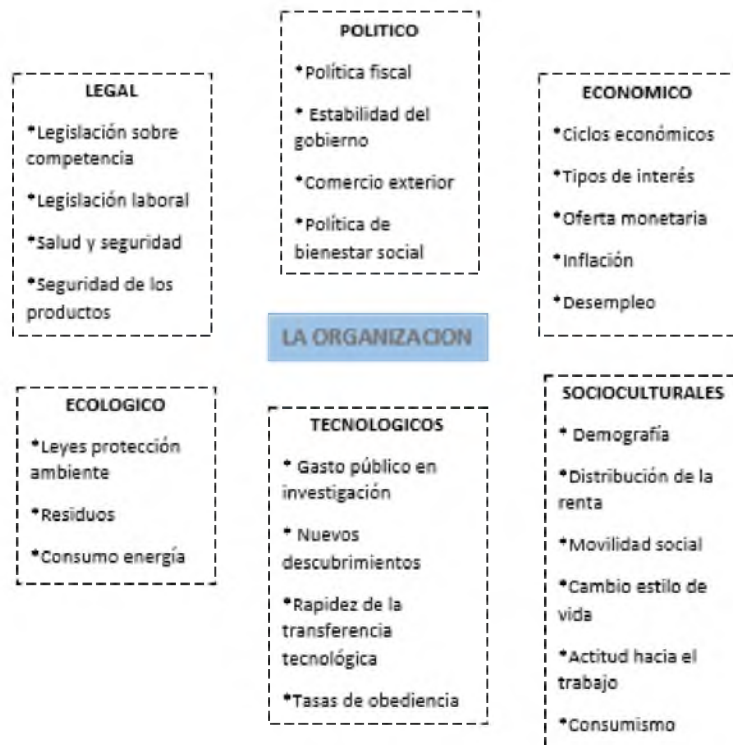 POLITICO
*Política fiscal
* Estabilidad del
gobierno
*Comercio exterior
*Política de
bienestar social
LEGAL
*Legislación sobre
competencia
*Legislación laboral
*Salud y seguridad
*Seguridad de los
productos
ECONOMICO
*Ciclos económicos
*Tipos de interés
*Oferta monetaria
*Inflación
*Desempleo
LA ORGANIZACION
ECOLOGICO
*Leyes protección
ambiente
*Residuos
*Consumo energía
TECNOLOGICOS
* Gasto público en
investigación
* Nuevos
descubrimientos
*Rapidez de la
transferencia
tecnológica
*Tasas de obediencia
SOCIOCULTURALES
* Demografía
*Distribución de la
renta
*Movilidad social
*Cambio estilo de
vida
*Actitud hacia el
trabajo
*Consumismo